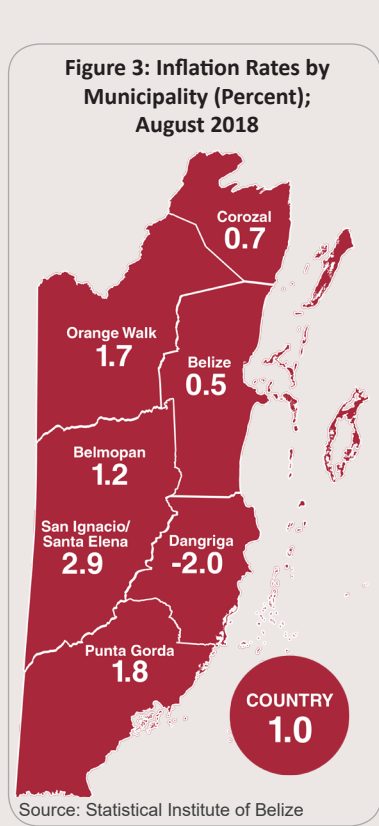 Figure 3: Inflation Rates by
Municipality (Percent);
August 2018
Corozal
0.7
Orange Walk
1.7
Belize
0.5
Belmopan
1.2
San Ignacio/
Santa Elena
2.9
Dangriga
-2.0
Punta Gorda
1.8
COUNTRY
1.0
Source: Statistical Institute of Belize